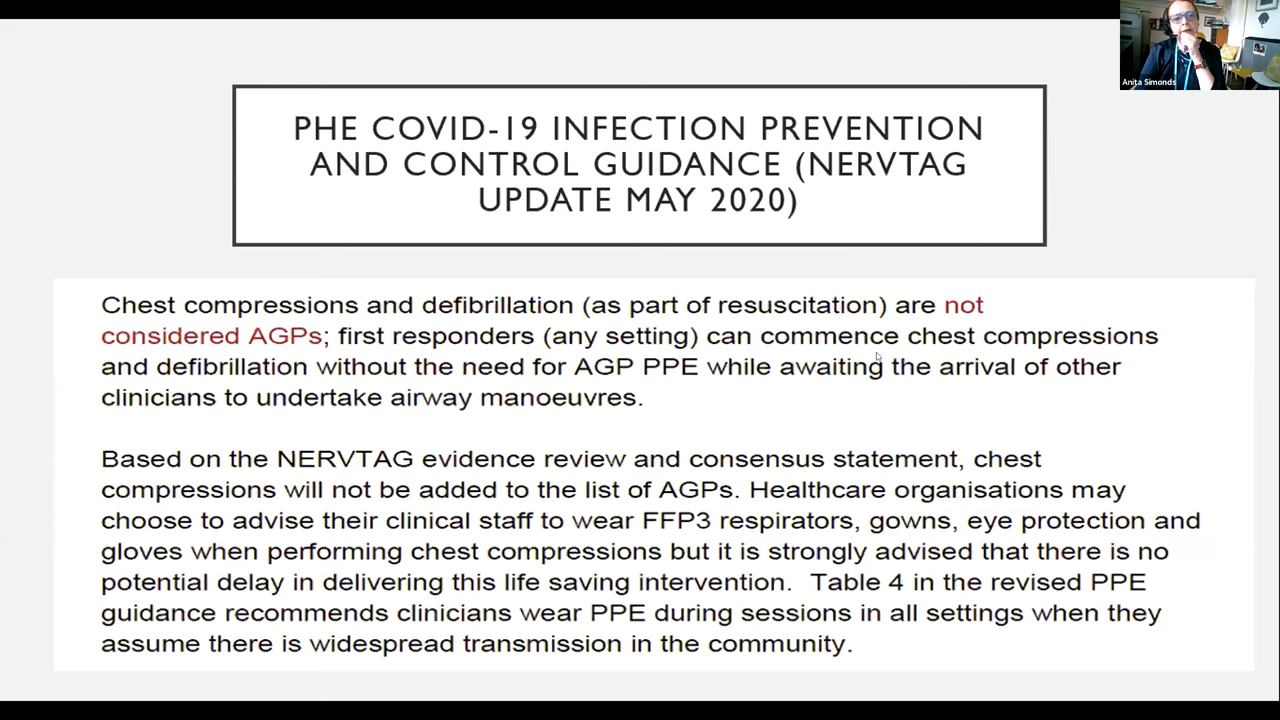 Anita Simonds
PHE COVID-19 INFECTION PREVENTION
AND CONTROL GUIDANCE (NERVTAG
UPDATE MAY 2020)
Chest compressions and defibrillation (as part of resuscitation) are not
considered AGPs; first responders (any setting) can commence chest compressions
and defibrillation without the need for AGP PPE while awaiting the arrival of other
clinicians to undertake airway manoeuvres.
Based on the NERVTAG evidence review and consensus statement, chest
compressions will not be added to the list of AGPs. Healthcare organisations may
choose to advise their clinical staff to wear FFP3 respirators, gowns, eye protection and
gloves when performing chest compressions but it is strongly advised that there is no
potential delay in delivering this life saving intervention. Table 4 in the revised PPE
guidance recommends clinicians wear PPE during sessions in all settings when they
assume there is widespread transmission in the community.